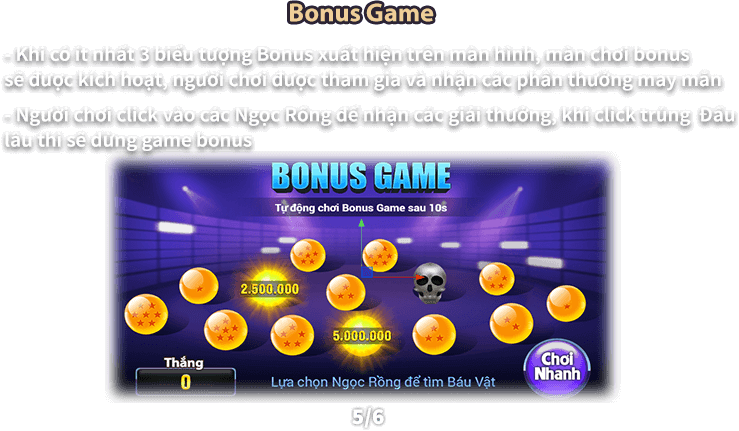 Bonus Game
- Khi có ít nhất 3 biểu tượng Bonus xuất hiện trên màn hình, màn chơi bonus
sẽ được kích hoạt, người chơi được tham gia và nhận các phần thưởng may mắn
- Người chơi click vào các Ngọc Rồng để nhận các giải thưởng, khi click trúng Đầu
lâu thì sẽ dừng game bonus
BONUS GAME
Tự động chơi Bonus Game sau 10s
2.500.000
5.000.000
Thắng
0
Lựa chọn Ngọc Rồng để tìm Báu Vật
Chơi
Nhanh
5/6